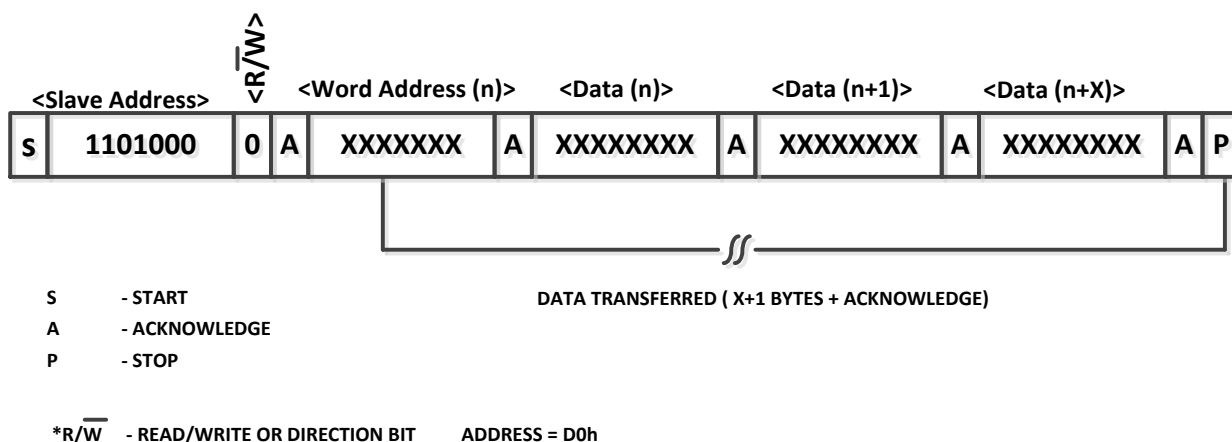 <R/W>
<Slave Address> <Word Address (n)> <Data (n)> <Data (n+1)> <Data (n+X)>
S 1101000 0 A XXXXXXX A XXXXXXXX A XXXXXXXX A XXXXXXXX A P
S - START DATA TRANSFERRED ( X+1 BYTES + ACKNOWLEDGE)
A - ACKNOWLEDGE
P - STOP
*R/W - READ/WRITE OR DIRECTION BIT ADDRESS = D0h